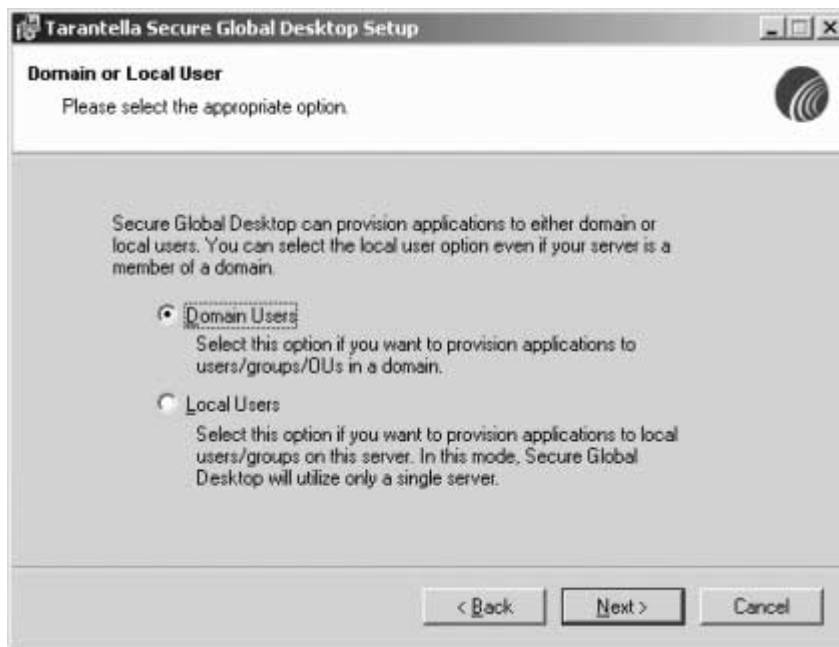 Tarantella Secure Global Desktop Setup
Domain or Local User
Please select the appropriate option.
Secure Global Desktop can provision applications to either domain or
local users. You can select the local user option even if your server is a
member of a domain.
Domain Users
Select this option if you want to provision applications to
users/groups/OUs in a domain.
Local Users
Select this option if you want to provision applications to local
users/groups on this server. In this mode, Secure Global
Desktop will utilize only a single server.
< Back Next > Cancel